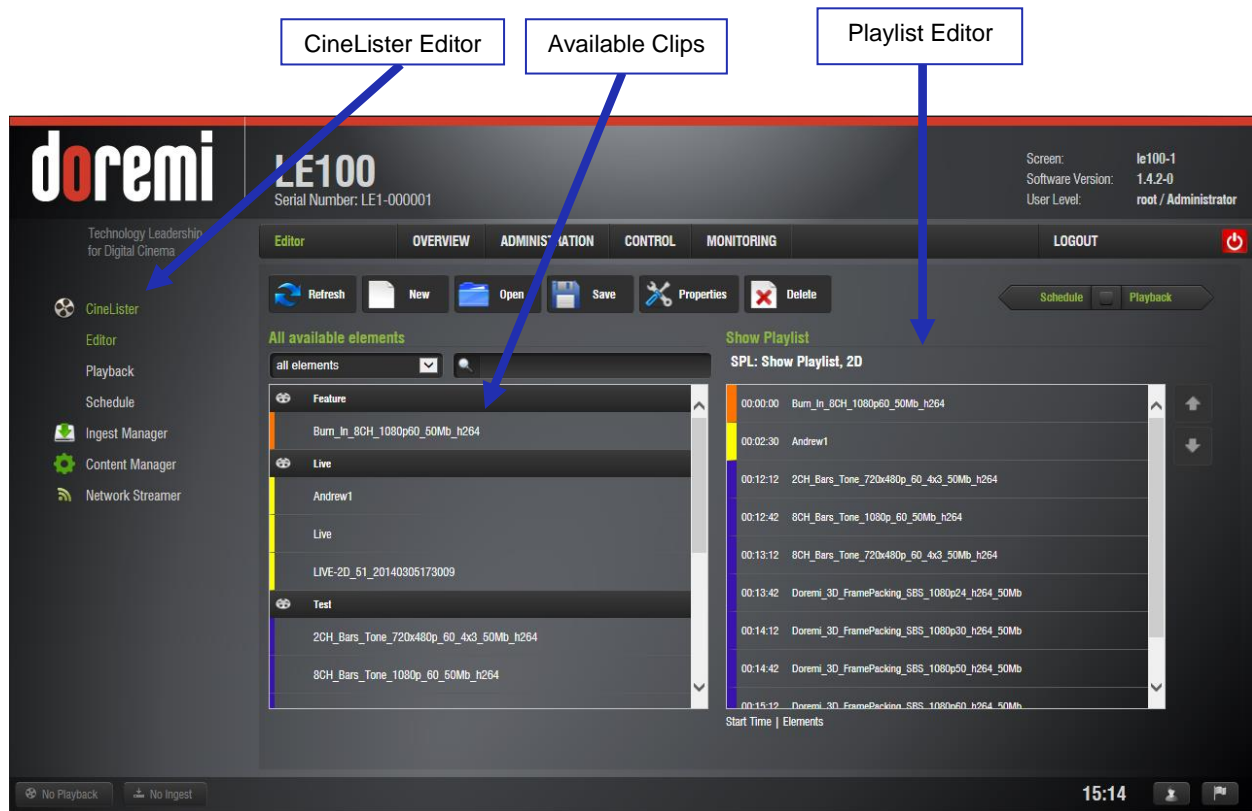 CineLister Editor
Available Clips
Playlist Editor
doremi
Technology Leadership
for Digital Cinema
LE100
Serial Number: LE1-000001
Screen: le100-1
Software Version: 1.4.2-0
User Level: root / Administrator
Editor OVERVIEW ADMINISTRATION CONTROL MONITORING LOGOUT
CineLister
Editor
Playback
Schedule
Ingest Manager
Content Manager
Network Streamer
Refresh New Open Save Properties Delete
Schedule Playback
All available elements
all elements
Feature
Burn_In_8CH_1080p60_50Mb_h264
Live
Andrew1
Live
LIVE-2D_51_20140305173009
Test
2CH_Bars_Tone_720x480p_60_4x3_50Mb_h264
8CH_Bars_Tone_1080p_60_50Mb_h264
Show Playlist
SPL: Show Playlist, 2D
00:00:00 Burn_In_8CH_1080p60_50Mb_h264
00:02:30 Andrew1
00:12:12 2CH_Bars_Tone_720x480p_60_4x3_50Mb_h264
00:12:42 8CH_Bars_Tone_1080p_60_50Mb_h264
00:13:12 8CH_Bars_Tone_720x480p_60_4x3_50Mb_h264
00:13:42 Doremi_3D_FramePacking_SBS_1080p24_h264_50Mb
00:14:12 Doremi_3D_FramePacking_SBS_1080p30_h264_50Mb
00:14:42 Doremi_3D_FramePacking_SBS_1080p50_h264_50Mb
00:15:12 Doremi_3D_FramePacking_SBS_1080p60_h264_50Mb
Start Time | Elements
No Playback No Ingest
15:14